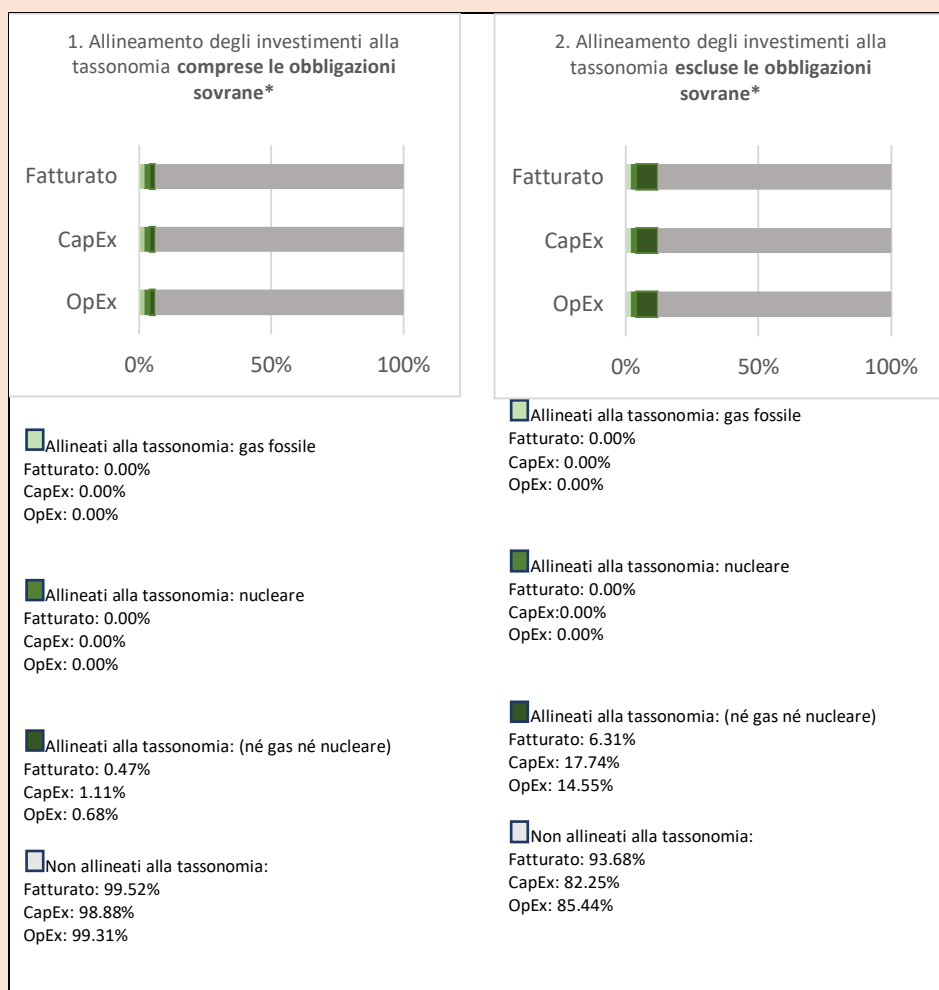 1. Allineamento degli investimenti alla
tassonomia comprese le obbligazioni
sovrane*
Fatturato
CapEx
OpEx
0%
50%
100%
Allineati alla tassonomia: gas fossile
Fatturato: 0.00%
CapEx: 0.00%
OpEx: 0.00%
Allineati alla tassonomia: nucleare
Fatturato: 0.00%
CapEx: 0.00%
OpEx: 0.00%
Allineati alla tassonomia: (né gas né nucleare)
Fatturato: 0.47%
CapEx: 1.11%
OpEx: 0.68%
Non allineati alla tassonomia:
Fatturato: 99.52%
CapEx: 98.88%
OpEx: 99.31%
2. Allineamento degli investimenti alla
tassonomia escluse le obbligazioni
sovrane*
Fatturato
CapEx
OpEx
0%
50%
100%
Allineati alla tassonomia: gas fossile
Fatturato: 0.00%
CapEx: 0.00%
OpEx: 0.00%
Allineati alla tassonomia: nucleare
Fatturato: 0.00%
CapEx:0.00%
OpEx: 0.00%
Allineati alla tassonomia: (né gas né nucleare)
Fatturato: 6.31%
CapEx: 17.74%
OpEx: 14.55%
Non allineati alla tassonomia:
Fatturato: 93.68%
CapEx: 82.25%
OpEx: 85.44%